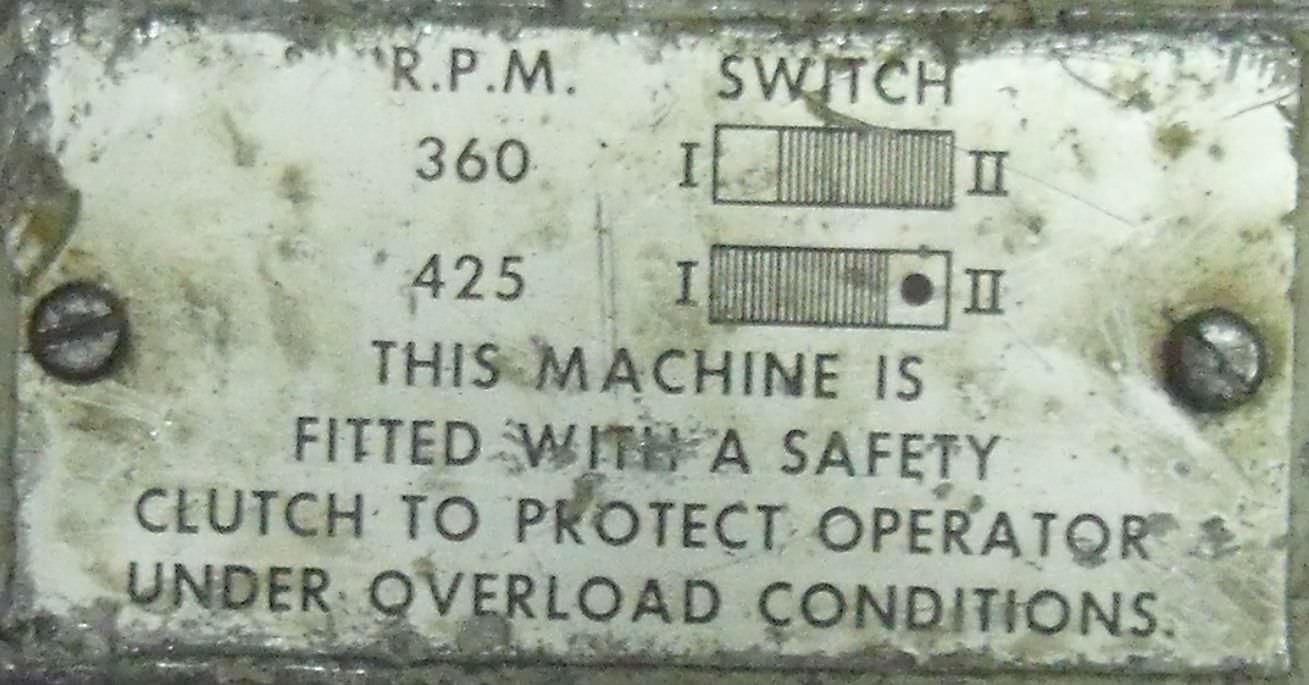 R.P.M. SWITCH
360 I II
425 I II
THIS MACHINE IS
FITTED WITH A SAFETY
CLUTCH TO PROTECT OPERATOR
UNDER OVERLOAD CONDITIONS.